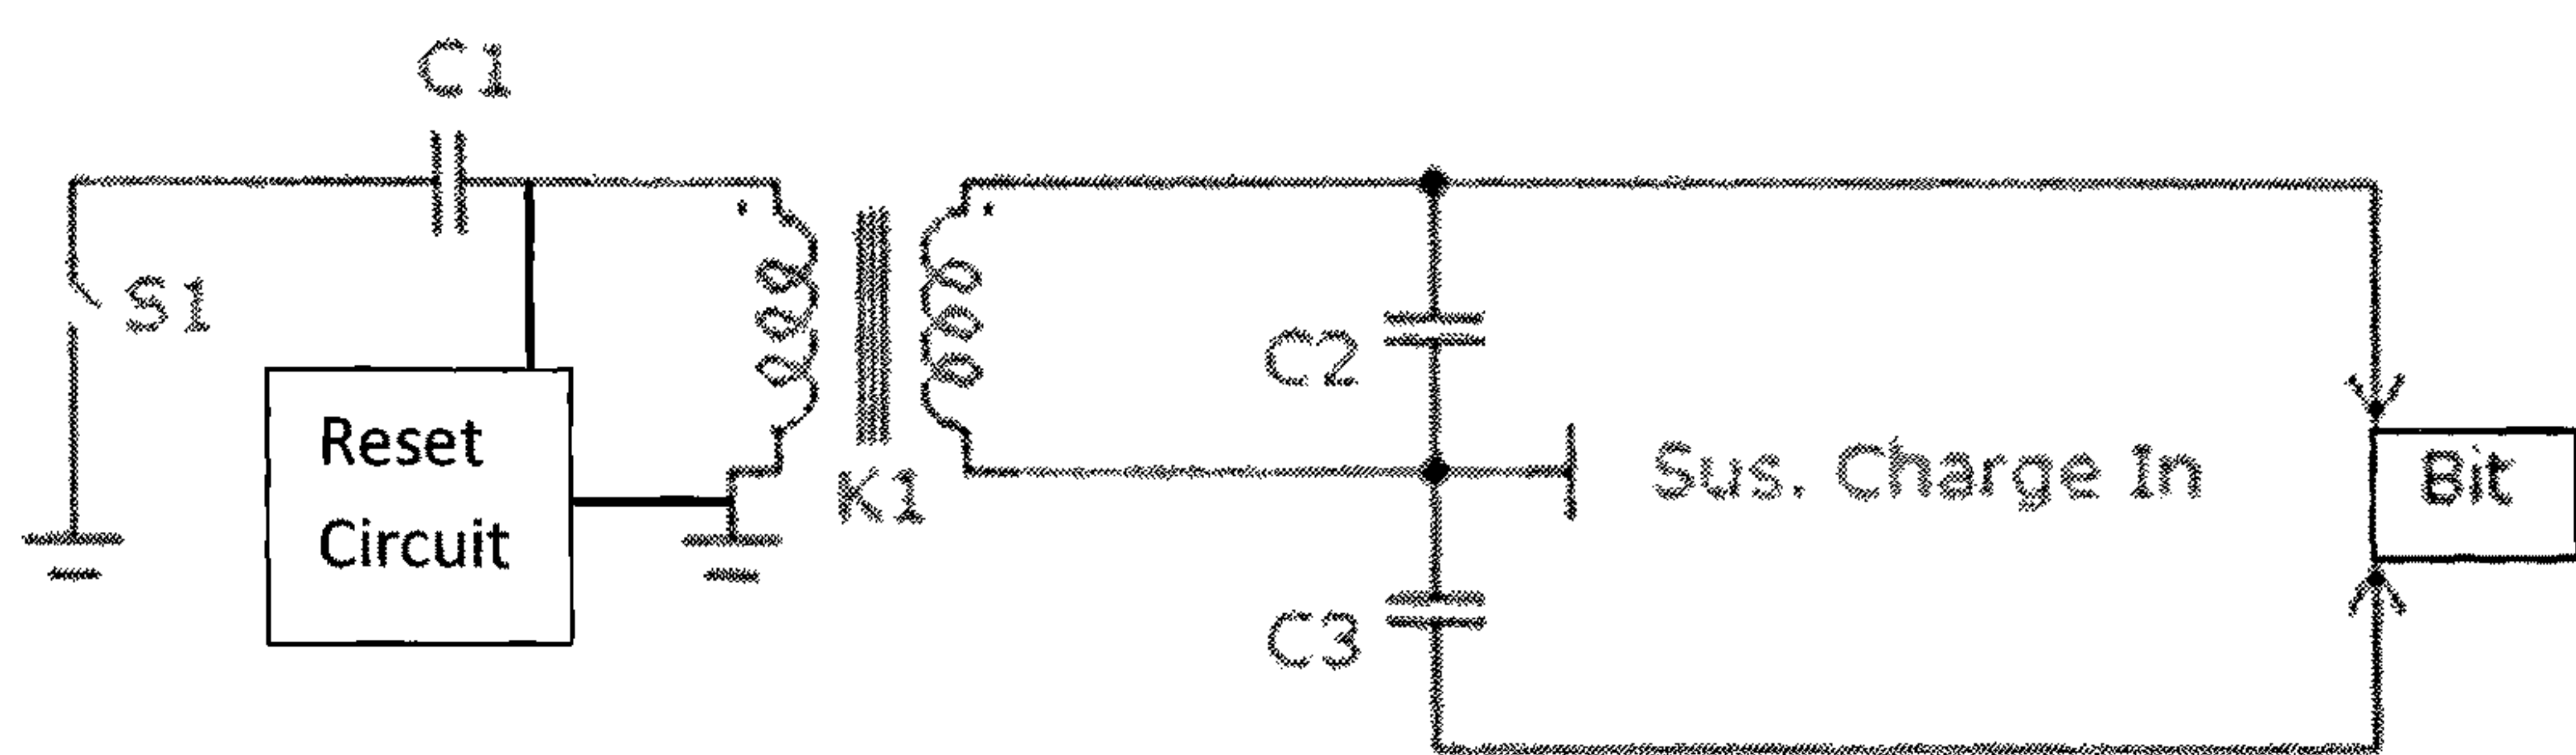 C1
S1
Reset
Circuit
K1
C2
Sus. Charge In
Bit
C3